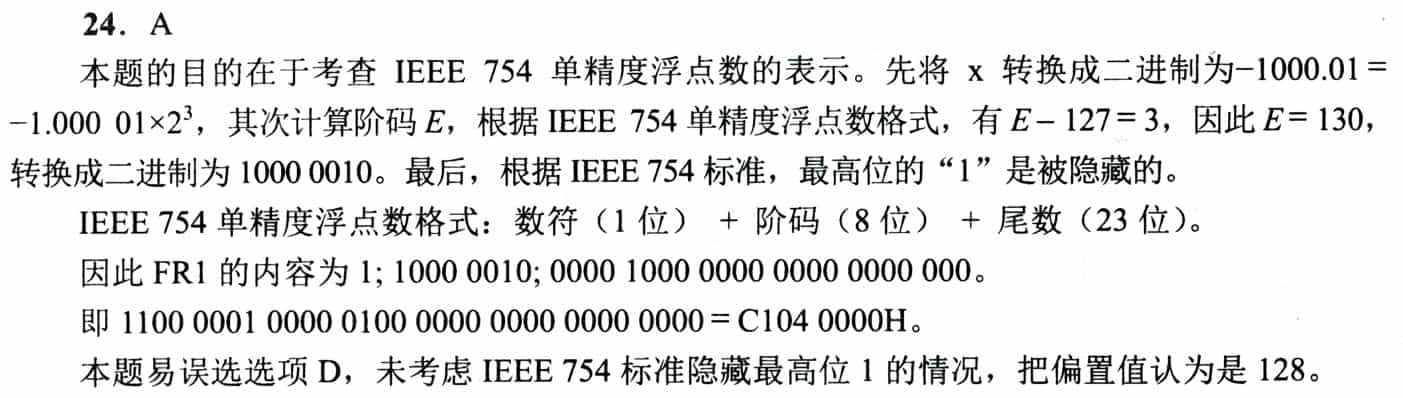 24．A
本题的目的在于考查 IEEE 754 单精度浮点数的表示。先将 x 转换成二进制为−1000.01 =
−1.000 01×2³，其次计算阶码 E，根据 IEEE 754 单精度浮点数格式，有 E − 127 = 3，因此 E = 130，
转换成二进制为 1000 0010。最后，根据 IEEE 754 标准，最高位的“1”是被隐藏的。
IEEE 754 单精度浮点数格式：数符（1 位） + 阶码（8 位） + 尾数（23 位）。
因此 FR1 的内容为 1; 1000 0010; 0000 1000 0000 0000 0000 000。
即 1100 0001 0000 0100 0000 0000 0000 0000 = C104 0000H。
本题易误选选项 D，未考虑 IEEE 754 标准隐藏最高位 1 的情况，把偏置值认为是 128。